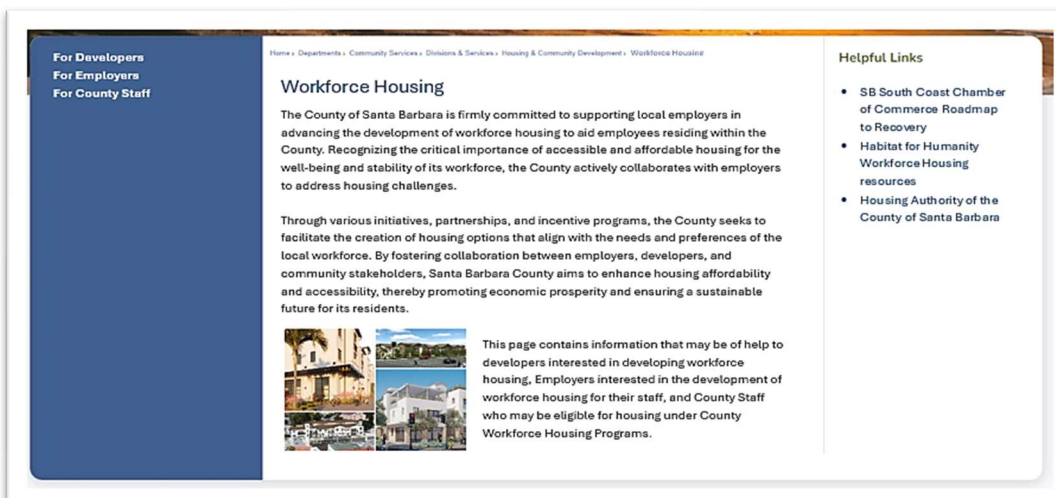 For Developers
For Employers
For County Staff
Home › Departments › Community Services › Divisions & Services › Housing & Community Development › Workforce Housing
Workforce Housing
The County of Santa Barbara is firmly committed to supporting local employers in
advancing the development of workforce housing to aid employees residing within the
County. Recognizing the critical importance of accessible and affordable housing for the
well-being and stability of its workforce, the County actively collaborates with employers
to address housing challenges.
Through various initiatives, partnerships, and incentive programs, the County seeks to
facilitate the creation of housing options that align with the needs and preferences of the
local workforce. By fostering collaboration between employers, developers, and
community stakeholders, Santa Barbara County aims to enhance housing affordability
and accessibility, thereby promoting economic prosperity and ensuring a sustainable
future for its residents.
This page contains information that may be of help to
developers interested in developing workforce
housing, Employers interested in the development of
workforce housing for their staff, and County Staff
who may be eligible for housing under County
Workforce Housing Programs.
Helpful Links
• SB South Coast Chamber
of Commerce Roadmap
to Recovery
• Habitat for Humanity
Workforce Housing
resources
• Housing Authority of the
County of Santa Barbara